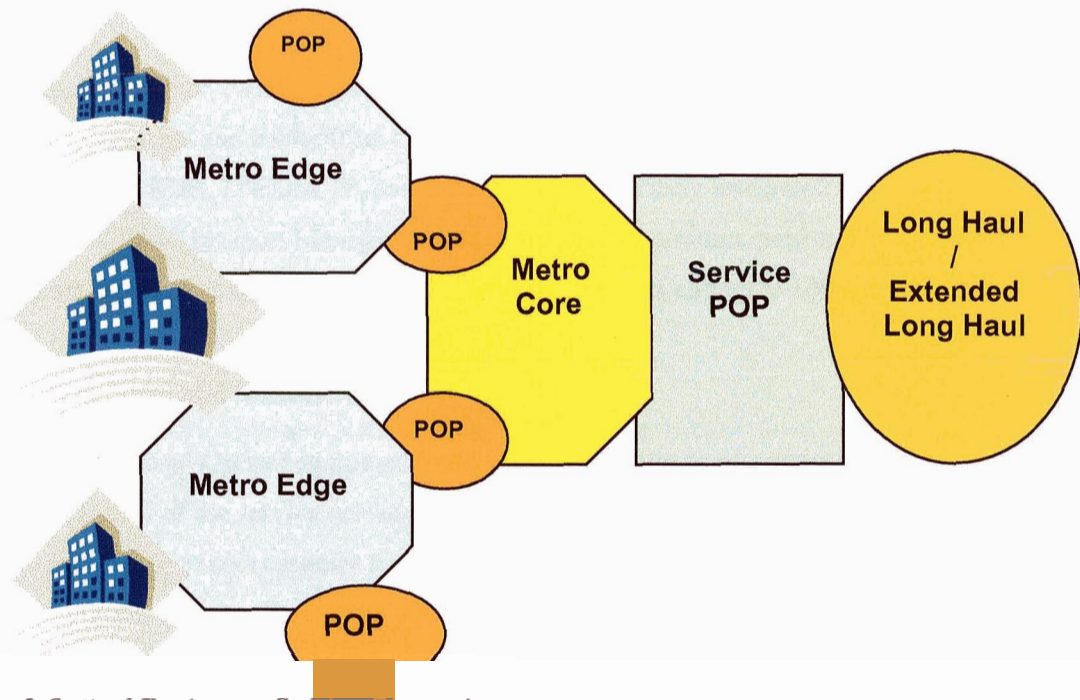 POP
Metro Edge
POP
Metro
Core
Service
POP
Long Haul
/
Extended
Long Haul
POP
Metro Edge
POP